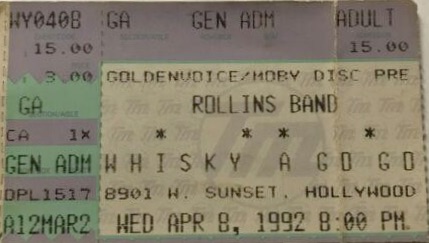 WY040B GA GEN ADM ADULT
15.00 15.00
3.00 GOLDENVOICE/MOBY DISC PRE
GA ROLLINS BAND
CA 1x * * * *
GEN ADM WHISKY A GO GO
DPL1517 8901 W. SUNSET, HOLLYWOOD
A12MAR2 WED APR 8, 1992 8:00 PM